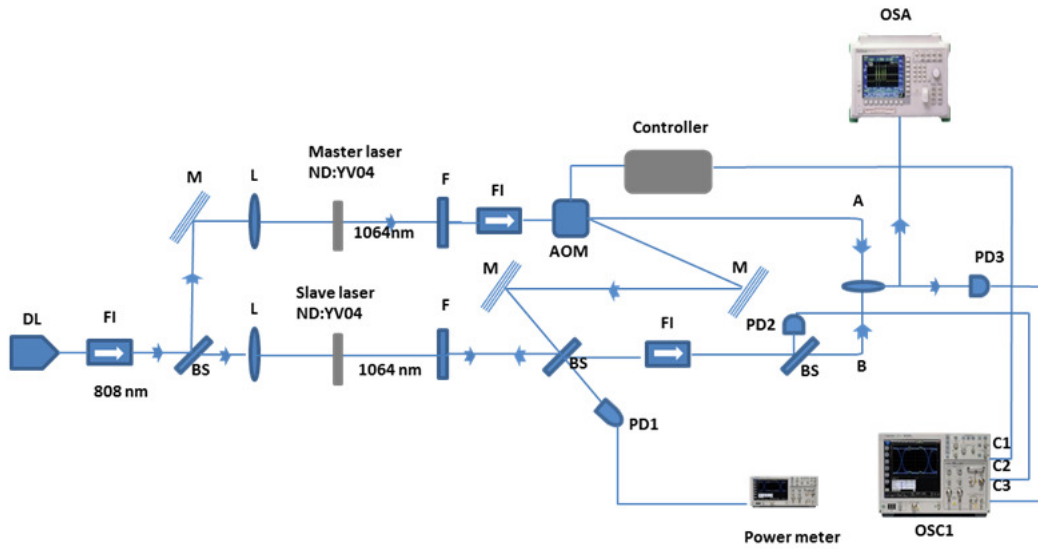 OSA
Controller
Master laser
ND:YV04
M
L
F
FI
A
1064nm
AOM
M
M
PD3
Slave laser
ND:YV04
DL
FI
L
F
FI
PD2
BS
1064 nm
BS
BS
B
808 nm
PD1
C1
C2
C3
Power meter
OSC1